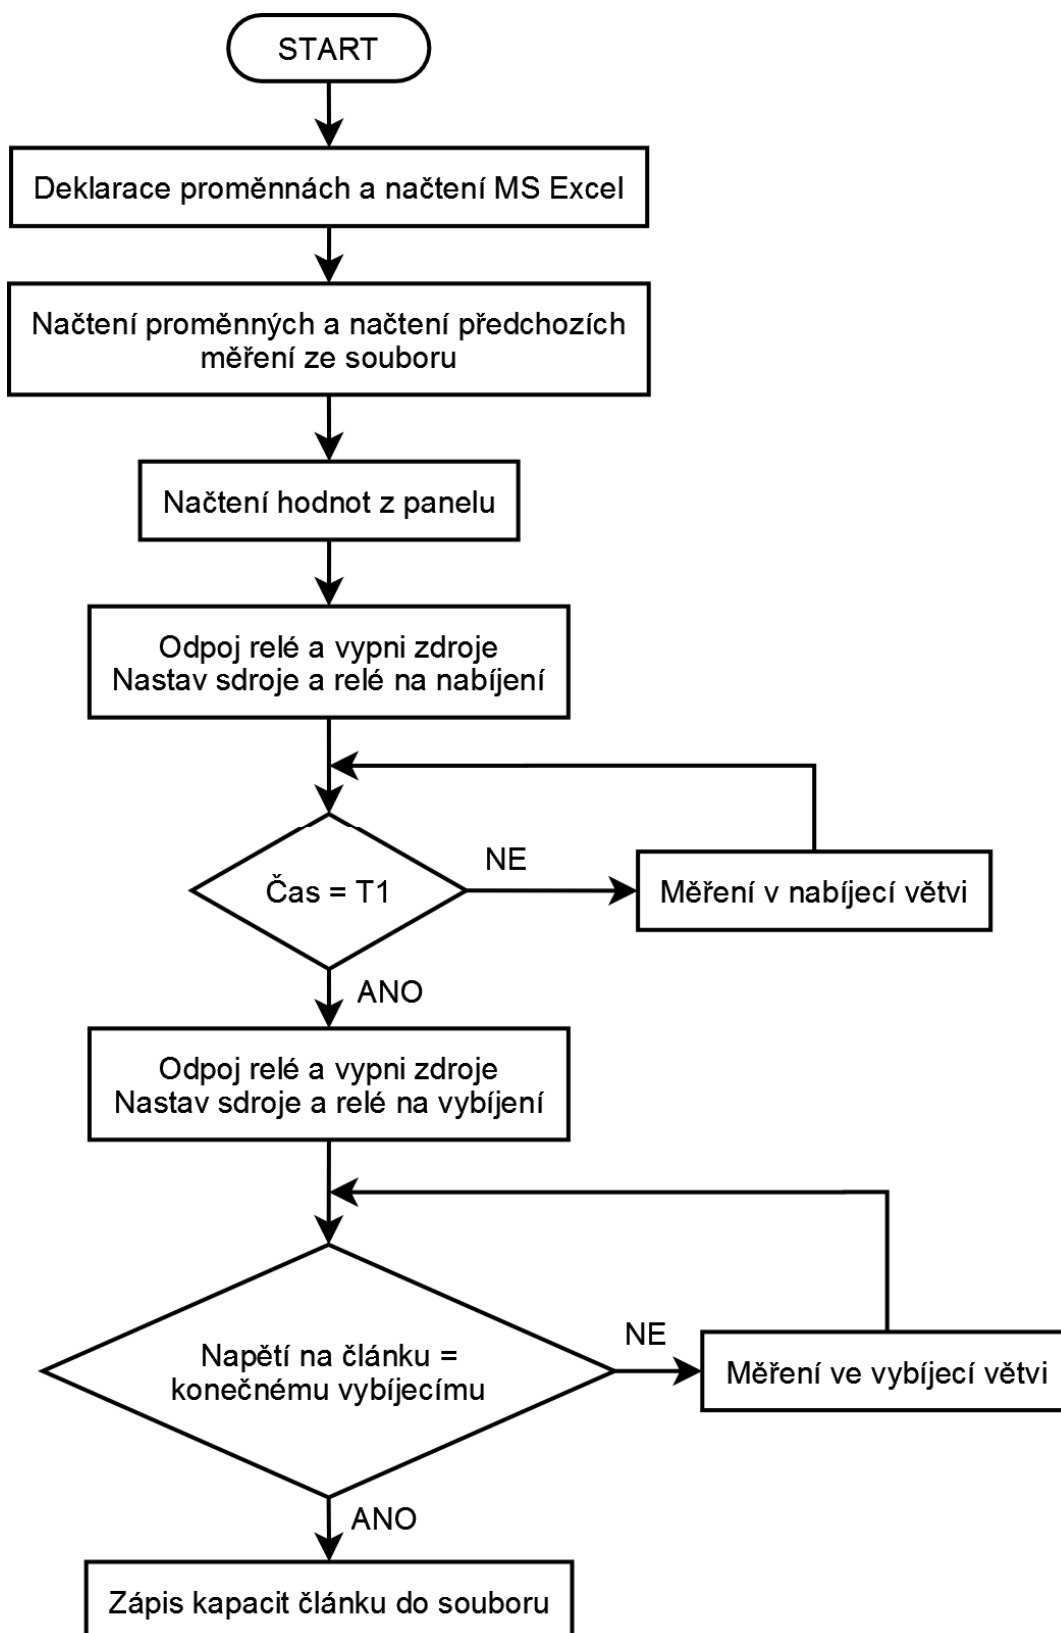 START
Deklarace proměnnách a načtení MS Excel
Načtení proměnných a načtení předchozích
měření ze souboru
Načtení hodnot z panelu
Odpoj relé a vypni zdroje
Nastav sdroje a relé na nabíjení
Čas = T1
NE
Měření v nabíjecí větvi
ANO
Odpoj relé a vypni zdroje
Nastav sdroje a relé na vybíjení
Napětí na článku =
konečnému vybíjecímu
NE
Měření ve vybíjecí větvi
ANO
Zápis kapacit článku do souboru